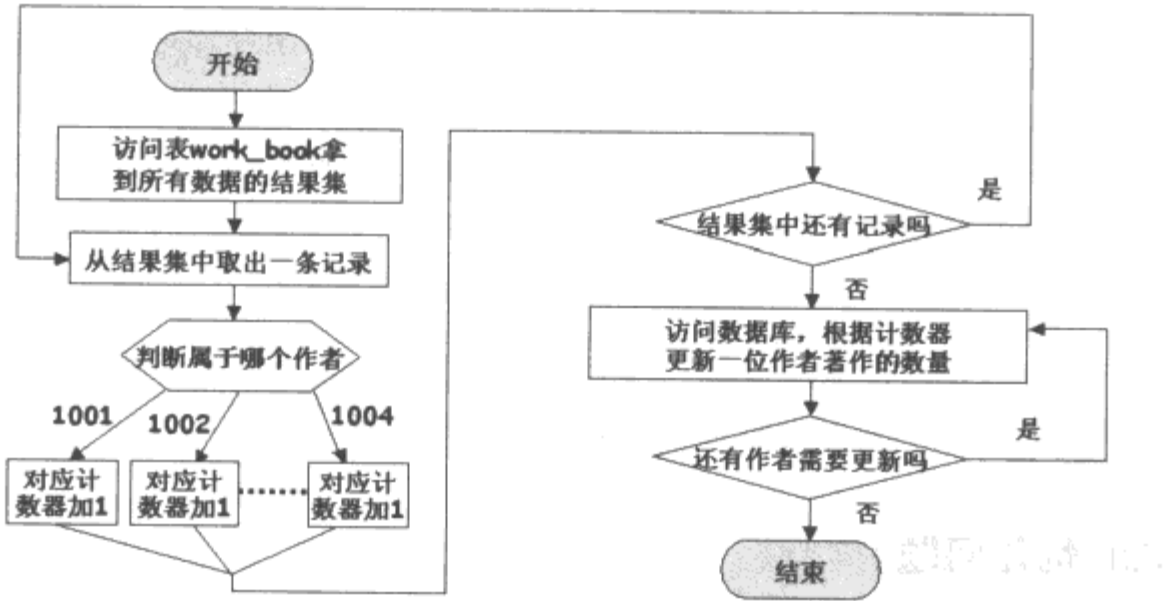 开始
访问表work_book拿
到所有数据的结果集
从结果集中取出一条记录
判断属于哪个作者
1001
1002
1004
对应计
数器加1
对应计
数器加1
对应计
数器加1
结果集中还有记录吗
是
否
访问数据库，根据计数器
更新一位作者著作的数量
还有作者需要更新吗
是
否
结束